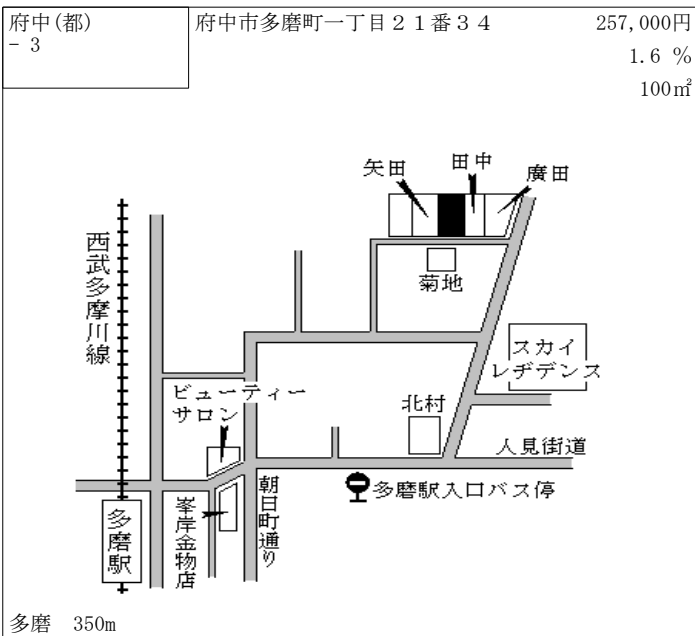 府中(都)
- 3
府中市多磨町一丁目２１番３４
257,000円
1.6 %
100㎡
矢田
田中
廣田
西武多摩川線
菊地
スカイ
レヂデンス
ビューティー
サロン
北村
人見街道
多磨駅入口バス停
朝日町通り
峯岸金物店
多磨駅
多磨 350m